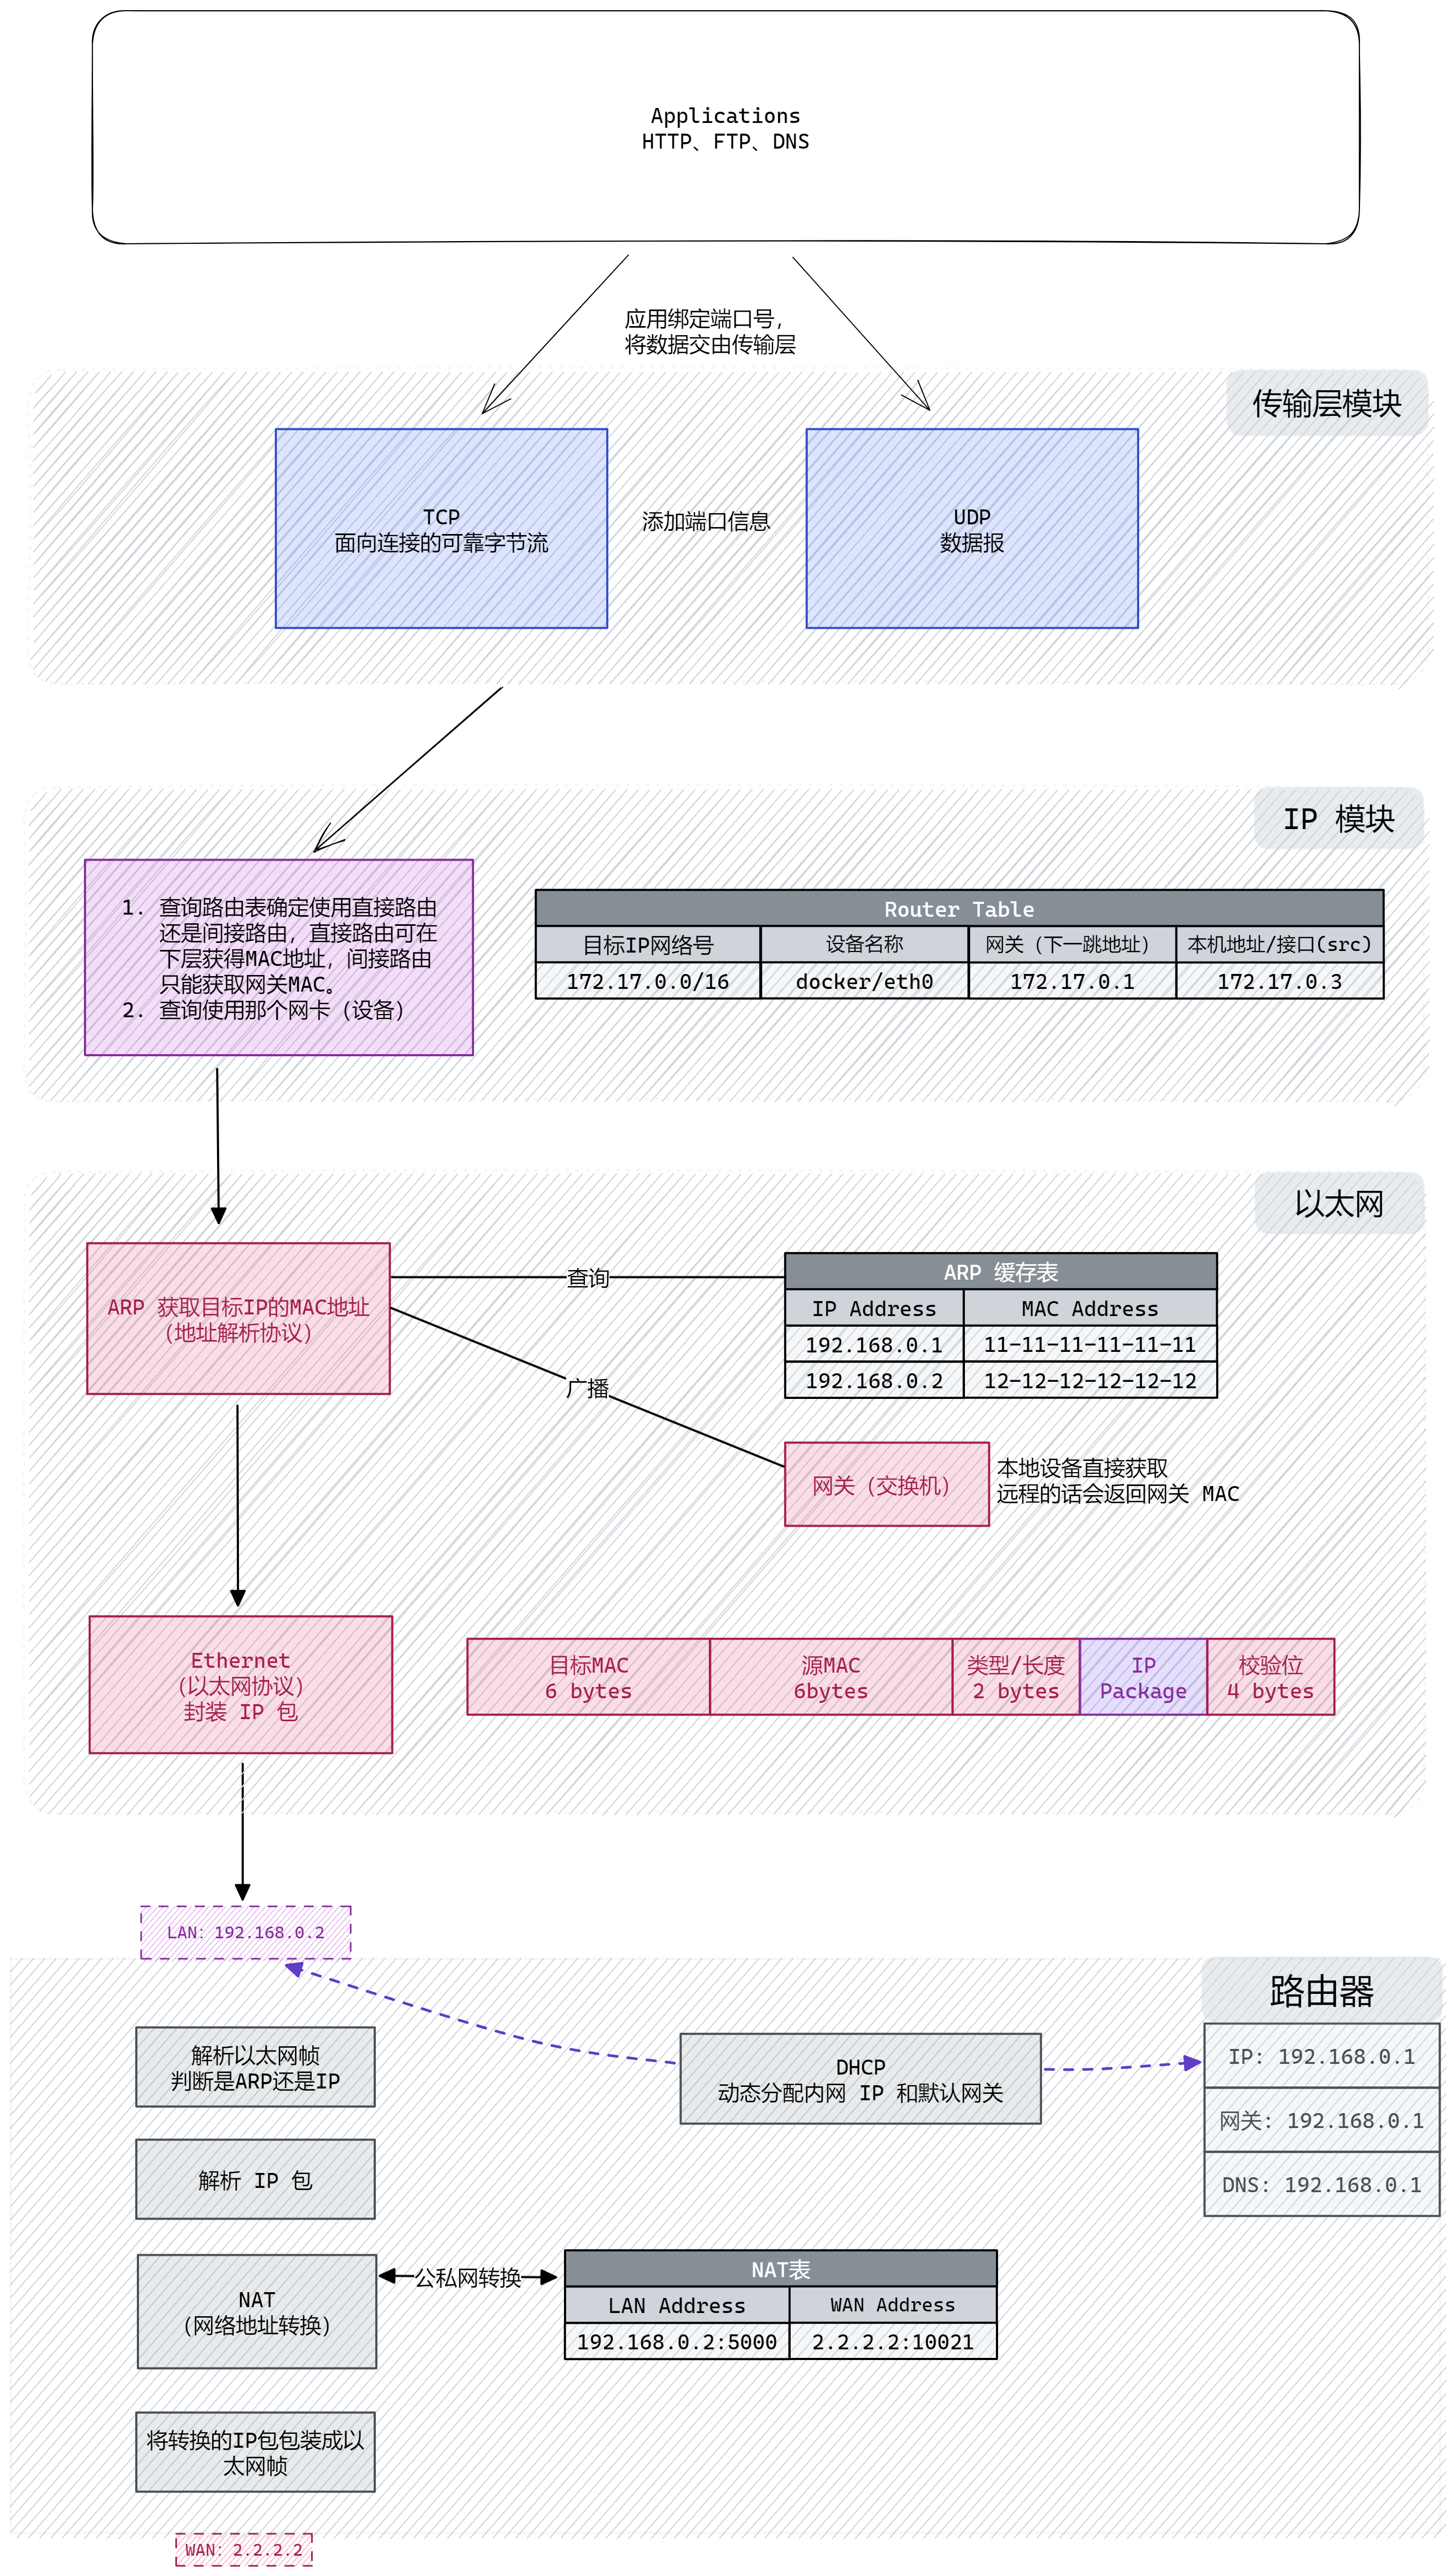 Applications
HTTP、FTP、DNS
应用绑定端口号，
将数据交由传输层
传输层模块
TCP
面向连接的可靠字节流
添加端口信息
UDP
数据报
IP 模块
1. 查询路由表确定使用直接路由
还是间接路由，直接路由可在
下层获得MAC地址，间接路由
只能获取网关MAC。
2. 查询使用那个网卡（设备）
Router Table
目标IP网络号
设备名称
网关（下一跳地址）
本机地址/接口(src)
172.17.0.0/16
docker/eth0
172.17.0.1
172.17.0.3
以太网
ARP 获取目标IP的MAC地址
（地址解析协议）
查询
ARP 缓存表
IP Address
MAC Address
192.168.0.1
11-11-11-11-11-11
192.168.0.2
12-12-12-12-12-12
广播
网关（交换机）
本地设备直接获取
远程的话会返回网关 MAC
Ethernet
（以太网协议）
封装 IP 包
目标MAC
6 bytes
源MAC
6bytes
类型/长度
2 bytes
IP
Package
校验位
4 bytes
LAN: 192.168.0.2
路由器
解析以太网帧
判断是ARP还是IP
DHCP
动态分配内网 IP 和默认网关
IP: 192.168.0.1
网关: 192.168.0.1
DNS: 192.168.0.1
解析 IP 包
NAT
（网络地址转换）
公私网转换
NAT表
LAN Address
WAN Address
192.168.0.2:5000
2.2.2.2:10021
将转换的IP包包装成以
太网帧
WAN: 2.2.2.2